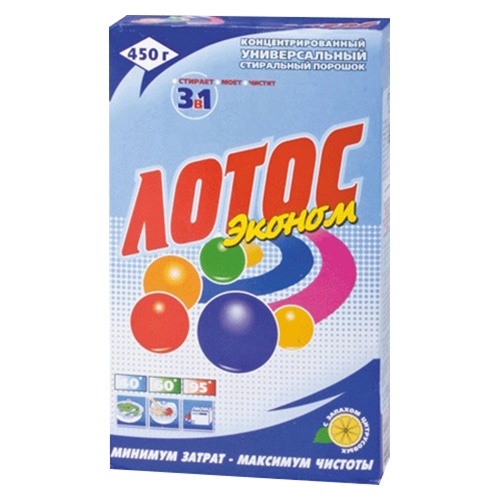 450 г
КОНЦЕНТРИРОВАННЫЙ
УНИВЕРСАЛЬНЫЙ
СТИРАЛЬНЫЙ ПОРОШОК
СТИРАЕТ МОЕТ ЧИСТИТ
3в1
ЛОТОС
Эконом
40° 60° 95°
С ЗАПАХОМ ЦИТРУСОВЫХ
МИНИМУМ ЗАТРАТ - МАКСИМУМ ЧИСТОТЫ